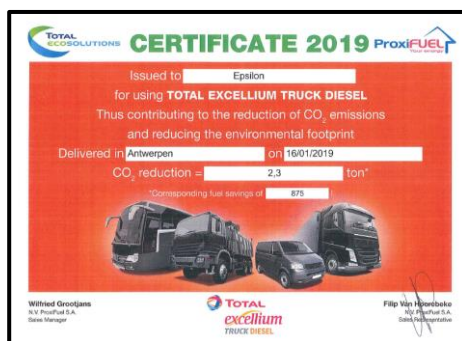 TOTAL
ECOSOLUTIONS
CERTIFICATE 2019
ProxiFUEL
Your energy
Issued to Epsilon
for using TOTAL EXCELLIUM TRUCK DIESEL
Thus contributing to the reduction of CO₂ emissions
and reducing the environmental footprint
Delivered in Antwerpen on 16/01/2019
CO₂ reduction = 2,3 ton*
*Corresponding fuel savings of 875 l
Wilfried Grootjans
N.V. ProxiFuel S.A.
Sales Manager
TOTAL
excellium
TRUCK DIESEL
Filip Van Hoorebeke
N.V. ProxiFuel S.A.
Sales Representative